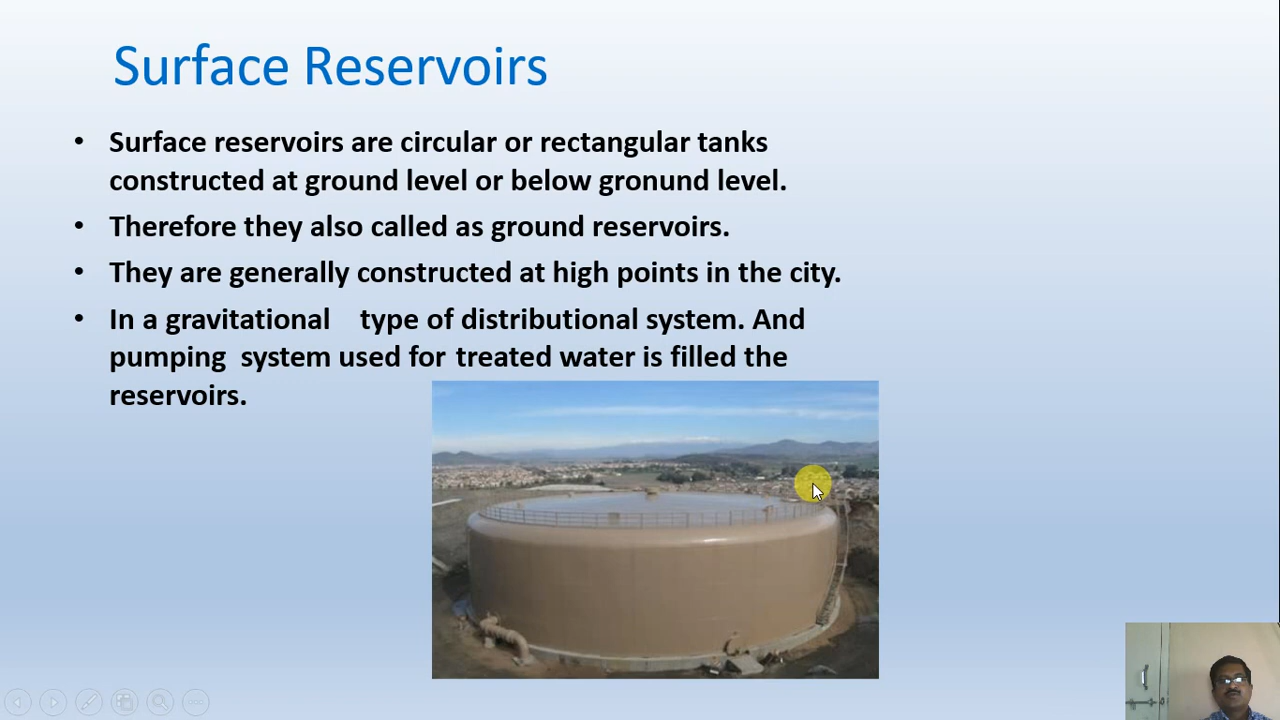 Surface Reservoirs
• Surface reservoirs are circular or rectangular tanks
constructed at ground level or below gronund level.
• Therefore they also called as ground reservoirs.
• They are generally constructed at high points in the city.
• In a gravitational type of distributional system. And
pumping system used for treated water is filled the
reservoirs.